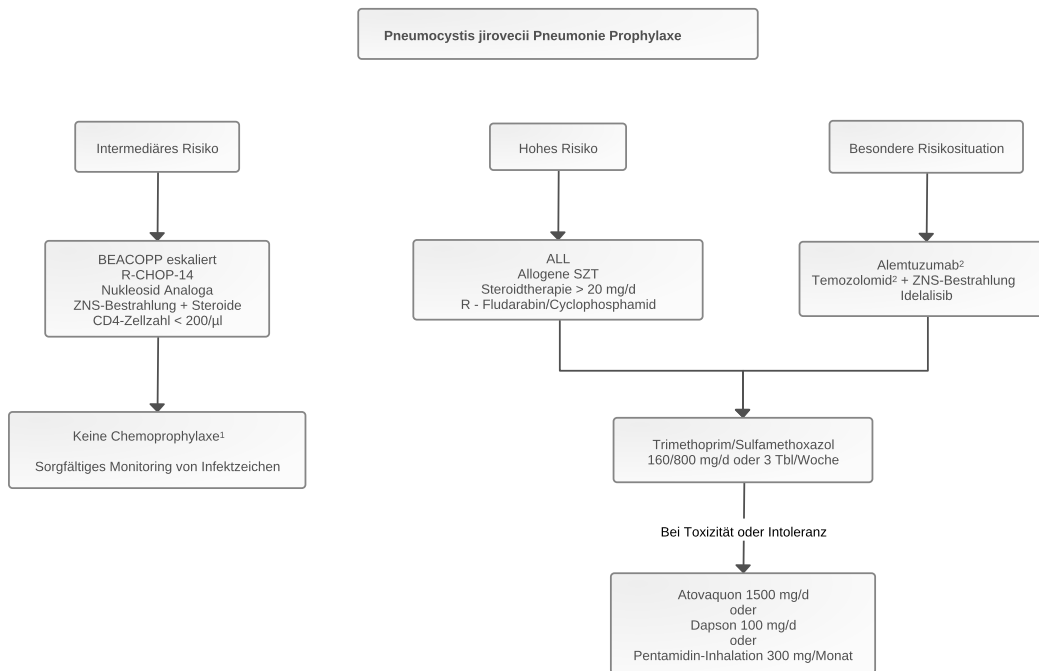 Pneumocystis jirovecii Pneumonie Prophylaxe
Intermediäres Risiko
BEACOPP eskaliert
R-CHOP-14
Nukleosid Analoga
ZNS-Bestrahlung + Steroide
CD4-Zellzahl < 200/µl
Keine Chemoprophylaxe¹
Sorgfältiges Monitoring von Infektzeichen
Hohes Risiko
ALL
Allogene SZT
Steroidtherapie > 20 mg/d
R - Fludarabin/Cyclophosphamid
Besondere Risikosituation
Alemtuzumab²
Temozolomid² + ZNS-Bestrahlung
Idelalisib
Trimethoprim/Sulfamethoxazol
160/800 mg/d oder 3 Tbl/Woche
Bei Toxizität oder Intoleranz
Atovaquon 1500 mg/d
oder
Dapson 100 mg/d
oder
Pentamidin-Inhalation 300 mg/Monat